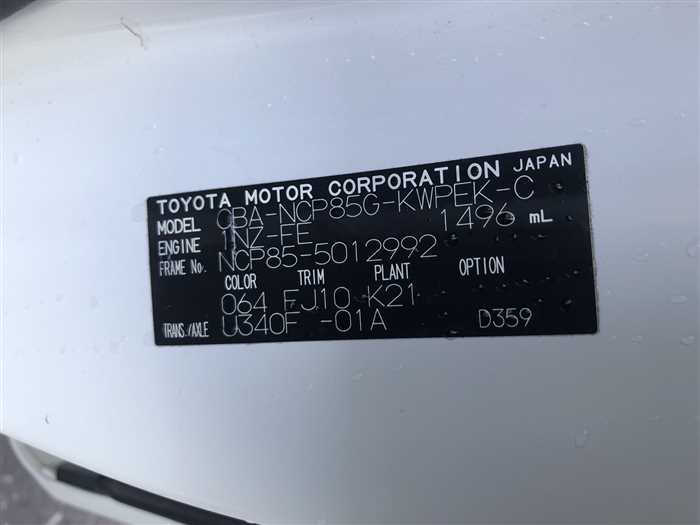 TOYOTA MOTOR CORPORATION JAPAN
MODEL CBA-NCP85G-KWPEK-C
ENGINE 1NZ-FE 1496 mL
FRAME No. NCP85-5012992
COLOR TRIM PLANT OPTION
064 FJ10 K21
TRANS./AXLE U340F -01A D359